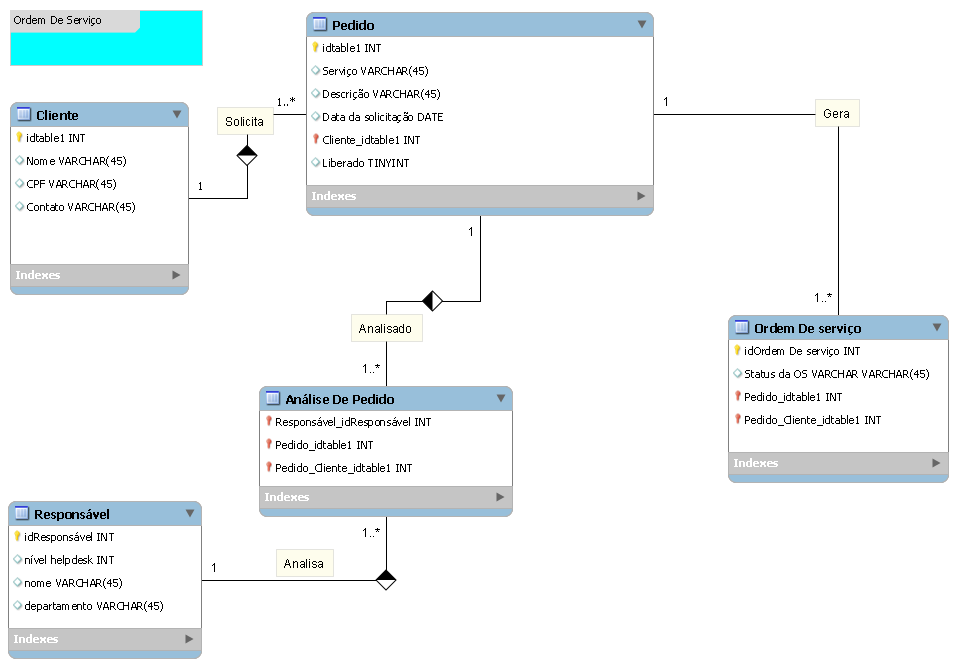 Ordem De Serviço
Pedido
idtable1 INT
Serviço VARCHAR(45)
Descrição VARCHAR(45)
Data da solicitação DATE
Cliente_idtable1 INT
Liberado TINYINT
Indexes
Cliente
idtable1 INT
Nome VARCHAR(45)
CPF VARCHAR(45)
Contato VARCHAR(45)
Indexes
1
Solicita
1..*
1
Gera
1..*
1
Analisado
1..*
Ordem De serviço
idOrdem De serviço INT
Status da OS VARCHAR VARCHAR(45)
Pedido_idtable1 INT
Pedido_Cliente_idtable1 INT
Indexes
Análise De Pedido
Responsável_idResponsável INT
Pedido_idtable1 INT
Pedido_Cliente_idtable1 INT
Indexes
1..*
Analisa
1
Responsável
idResponsável INT
nível helpdesk INT
nome VARCHAR(45)
departamento VARCHAR(45)
Indexes